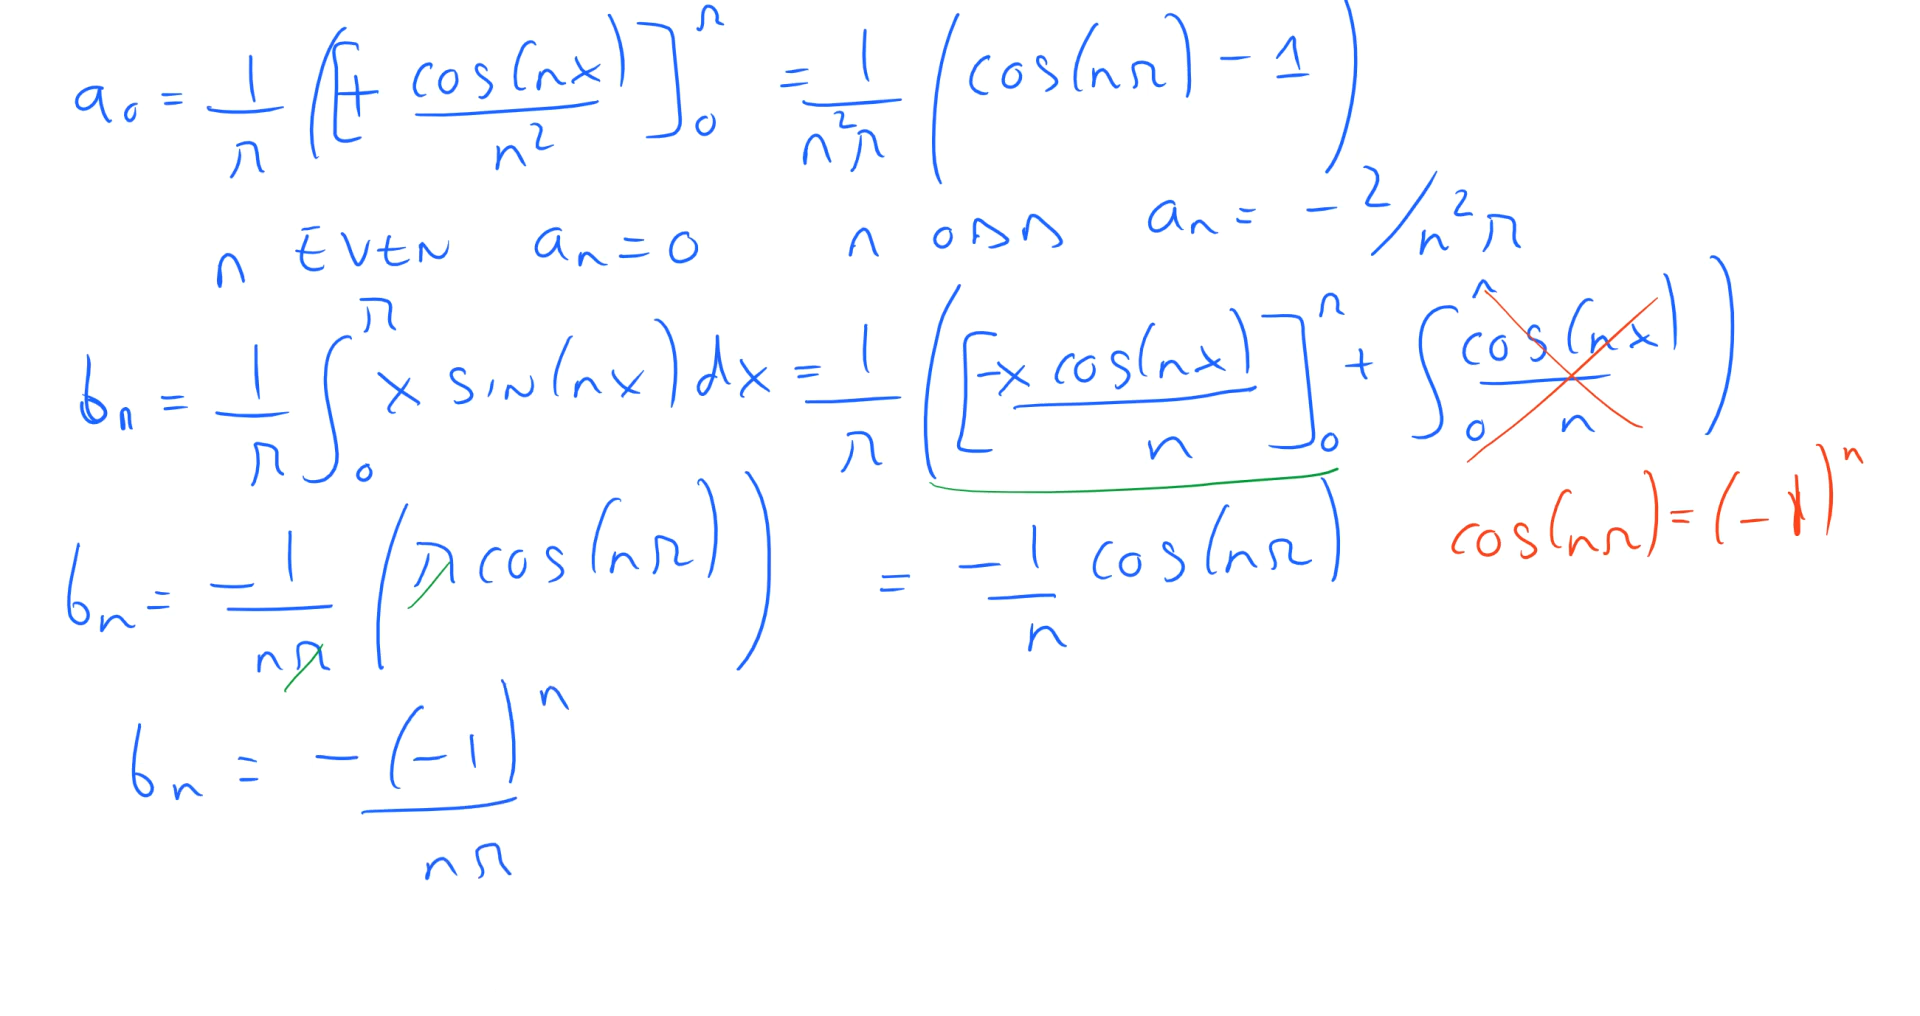 a₀ = 1/π ([+ cos(nx)/n²]₀^π) = 1/n²π (cos(nπ) - 1)
n EVEN aₙ = 0 n ODD aₙ = -2/n²π
bₙ = 1/π ∫₀^π x sin(nx) dx = 1/π ([-x cos(nx)/n]₀^π + ∫₀^π cos(nx)/n)
cos(nπ) = (-1)ⁿ
bₙ = -1/nπ (π cos(nπ)) = -1/n cos(nπ)
bₙ = -(-1)ⁿ/nπ